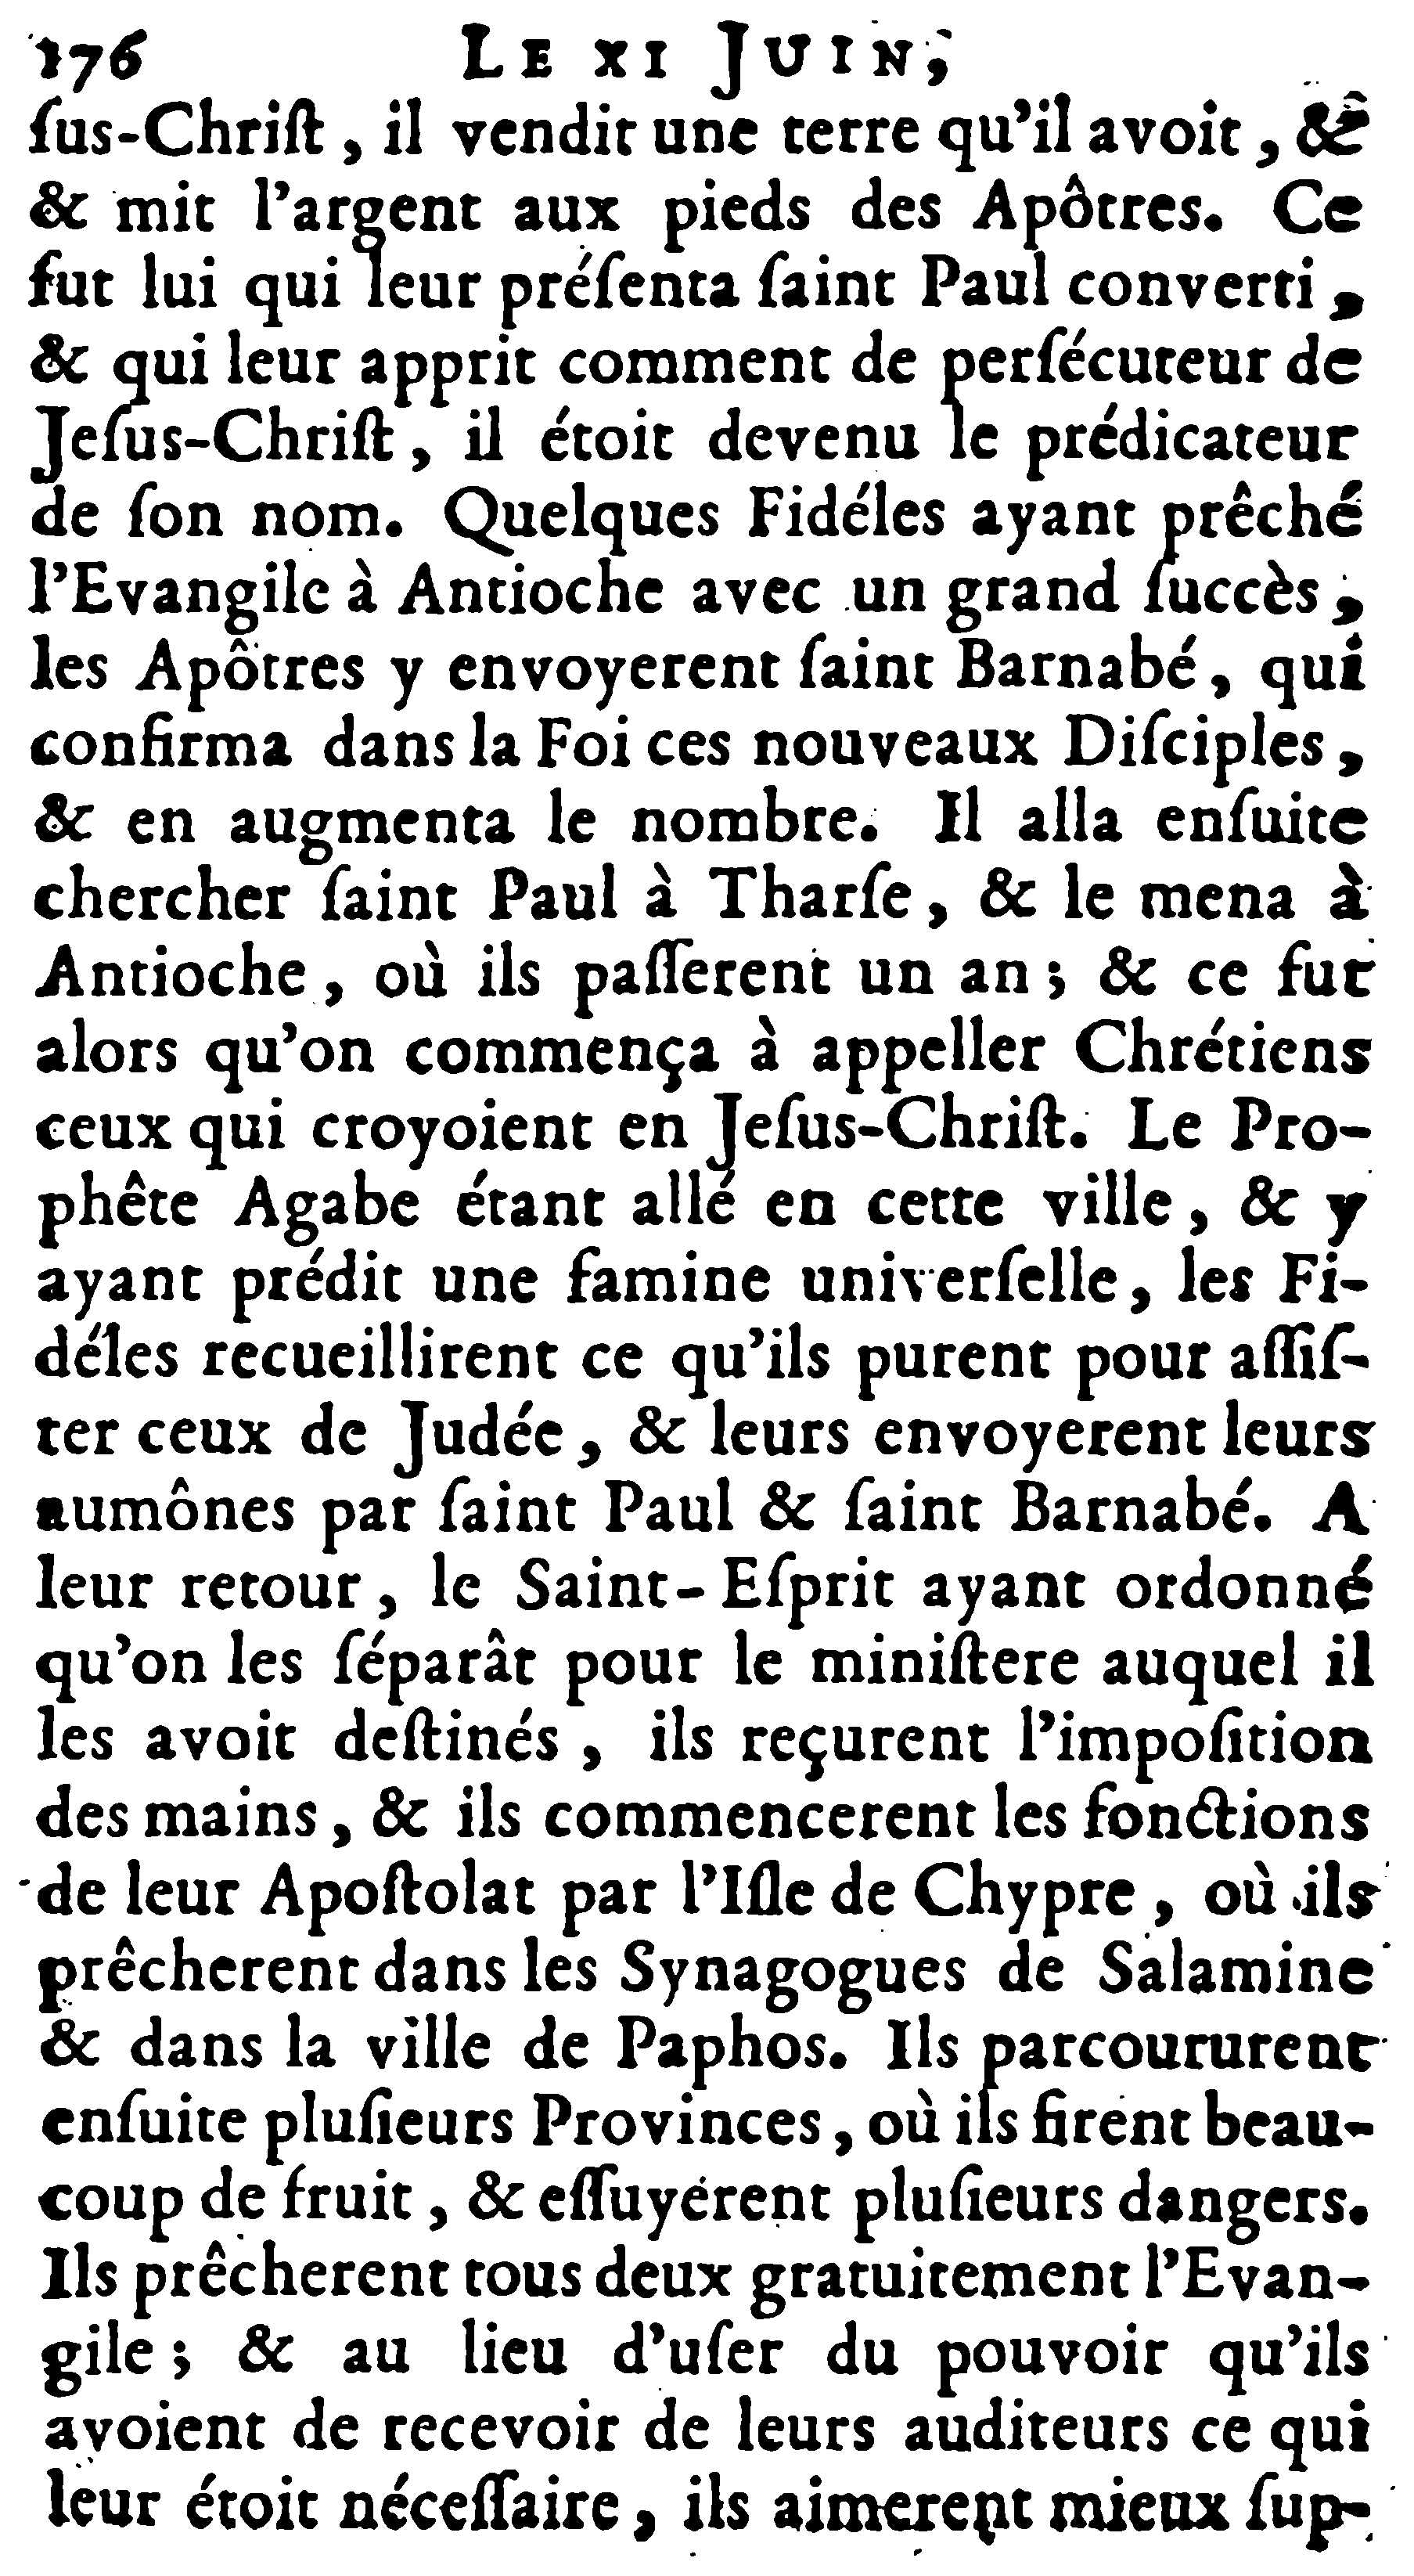 176 LE XI JUIN,
ſus-Chriſt, il vendit une terre qu'il avoit, &
& mit l'argent aux pieds des Apôtres. Ce
fut lui qui leur préſenta ſaint Paul converti,
& qui leur apprit comment de perſécuteur de
Jeſus-Chriſt, il étoit devenu le prédicateur
de ſon nom. Quelques Fidéles ayant prêché
l'Evangile à Antioche avec un grand ſuccès,
les Apôtres y envoyerent ſaint Barnabé, qui
confirma dans la Foi ces nouveaux Diſciples,
& en augmenta le nombre. Il alla enſuite
chercher ſaint Paul à Tharſe, & le mena à
Antioche, où ils paſſerent un an; & ce fut
alors qu'on commença à appeller Chrétiens
ceux qui croyoient en Jeſus-Chriſt. Le Pro-
phête Agabe étant allé en cette ville, & y
ayant prédit une famine univerſelle, les Fi-
déles recueillirent ce qu'ils purent pour aſſiſ-
ter ceux de Judée, & leurs envoyerent leurs
aumônes par ſaint Paul & ſaint Barnabé. A
leur retour, le Saint-Eſprit ayant ordonné
qu'on les ſéparât pour le miniſtere auquel il
les avoit deſtinés, ils reçurent l'impoſition
des mains, & ils commencerent les fonctions
de leur Apoſtolat par l'Iſle de Chypre, où ils
prêcherent dans les Synagogues de Salamine
& dans la ville de Paphos. Ils parcoururent
enſuite pluſieurs Provinces, où ils firent beau-
coup de fruit, & eſſuyérent pluſieurs dangers.
Ils prêcherent tous deux gratuitement l'Evan-
gile; & au lieu d'uſer du pouvoir qu'ils
avoient de recevoir de leurs auditeurs ce qui
leur étoit néceſſaire, ils aimerent mieux ſup-